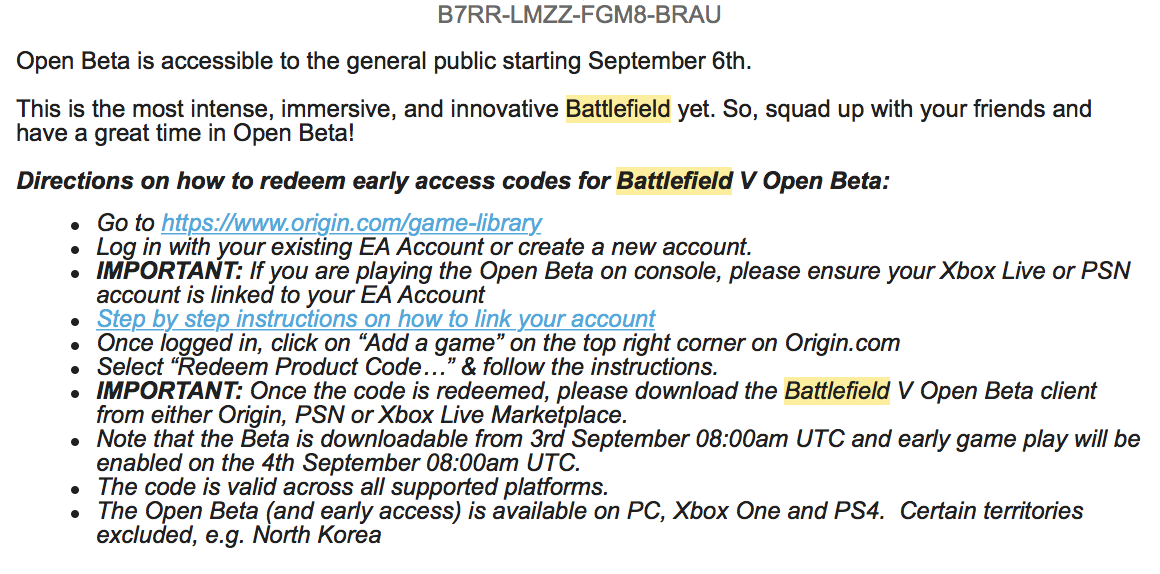 B7RR-LMZZ-FGM8-BRAU
Open Beta is accessible to the general public starting September 6th.
This is the most intense, immersive, and innovative Battlefield yet. So, squad up with your friends and
have a great time in Open Beta!
Directions on how to redeem early access codes for Battlefield V Open Beta:
• Go to https://www.origin.com/game-library
• Log in with your existing EA Account or create a new account.
• IMPORTANT: If you are playing the Open Beta on console, please ensure your Xbox Live or PSN
account is linked to your EA Account
• Step by step instructions on how to link your account
• Once logged in, click on “Add a game” on the top right corner on Origin.com
• Select “Redeem Product Code…” & follow the instructions.
• IMPORTANT: Once the code is redeemed, please download the Battlefield V Open Beta client
from either Origin, PSN or Xbox Live Marketplace.
• Note that the Beta is downloadable from 3rd September 08:00am UTC and early game play will be
enabled on the 4th September 08:00am UTC.
• The code is valid across all supported platforms.
• The Open Beta (and early access) is available on PC, Xbox One and PS4.  Certain territories
excluded, e.g. North Korea